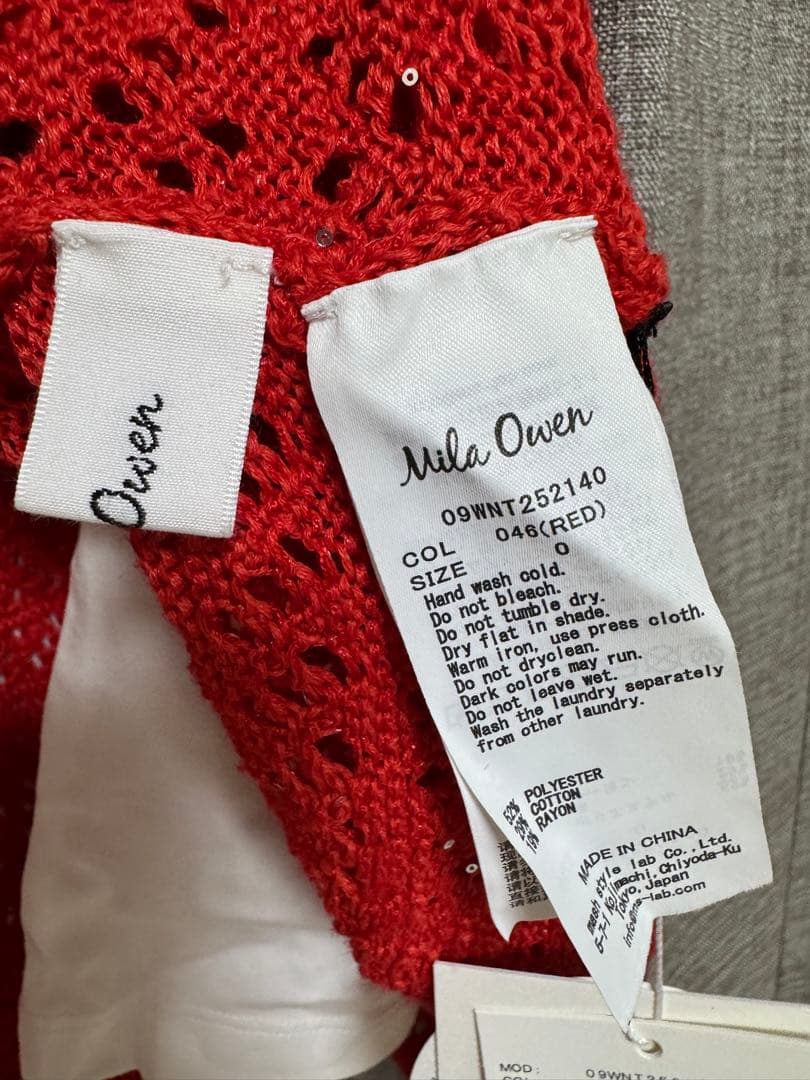 Owen
Mila Owen
09WNT252140
COL 046(RED)
SIZE 0
Hand wash cold.
Do not bleach.
Do not tumble dry.
Dry flat in shade.
Warm iron, use press cloth.
Do not dryclean.
Dark colors may run.
Do not leave wet.
Wash the laundry separately
from other laundry.
POLYESTER
COTTON
RAYON
MADE IN CHINA
mash style lab Co.,Ltd.
Kojimachi, Chiyoda-Ku
Tokyo, Japan
MOD: